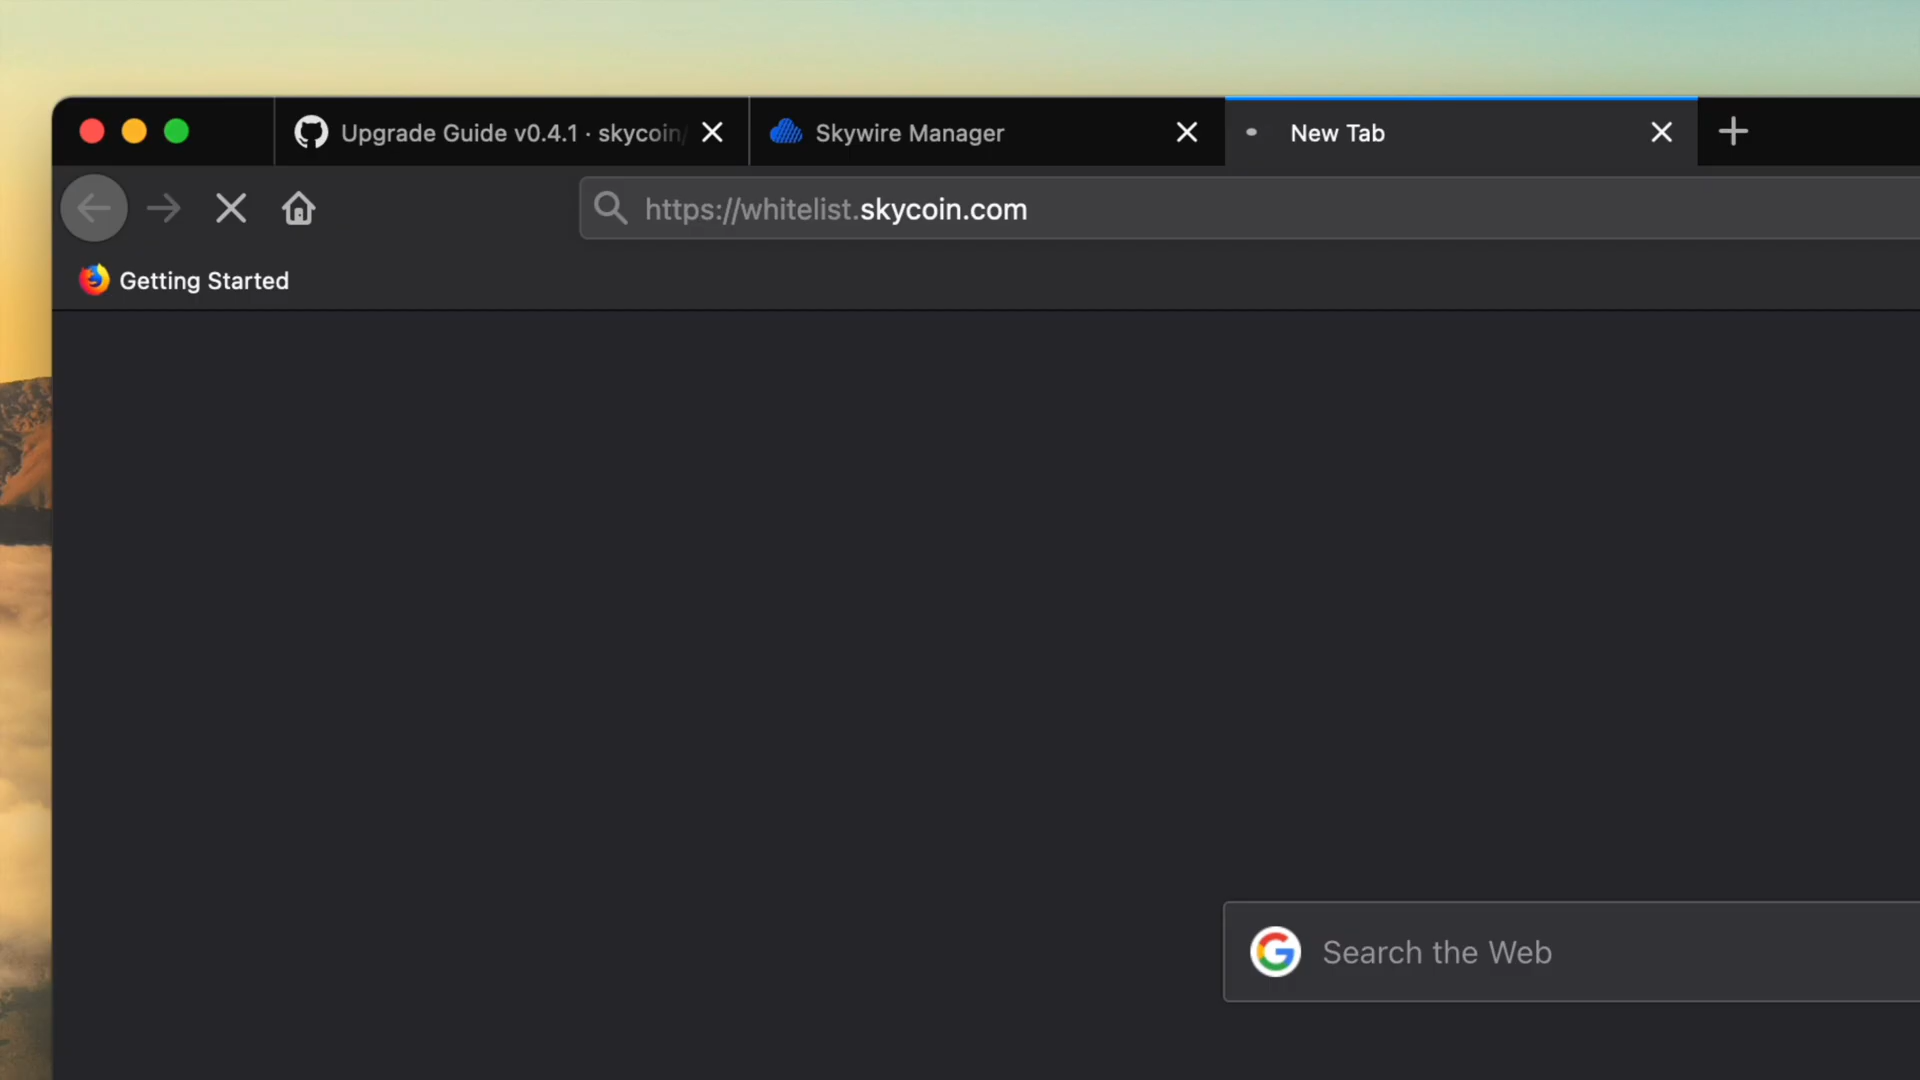 Upgrade Guide v0.4.1 · skycoin/
Skywire Manager
New Tab
https://whitelist.skycoin.com
Getting Started
Search the Web